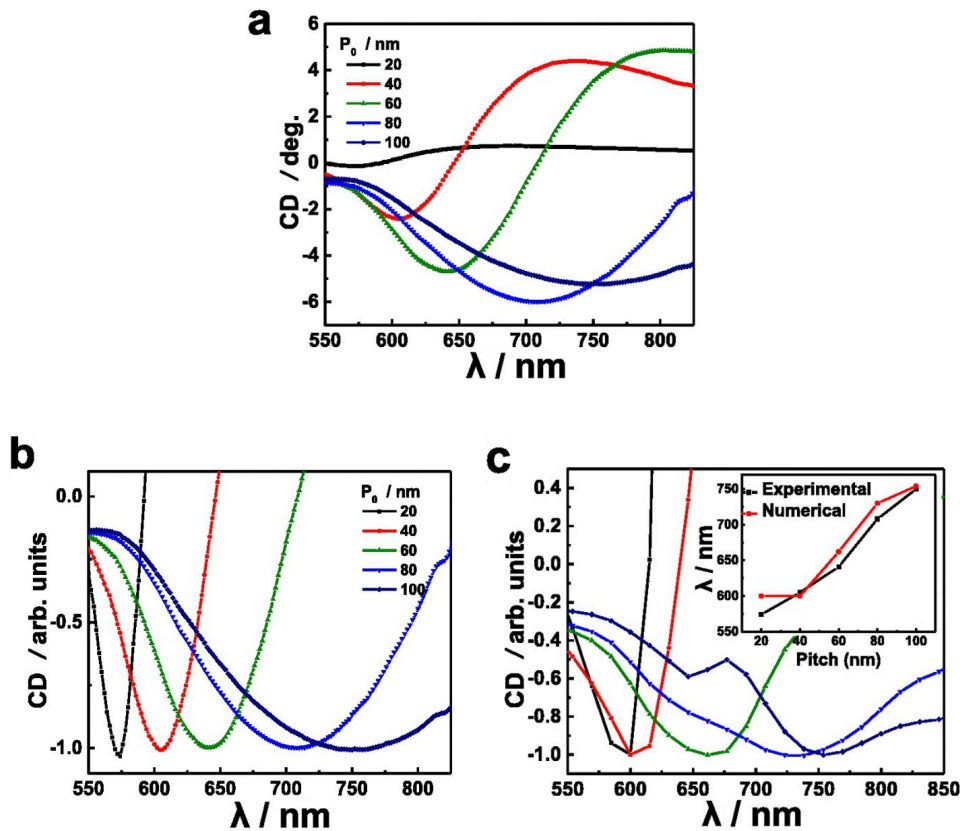 a
P0 / nm
20
40
60
80
100
6
4
2
0
-2
-4
-6
CD / deg.
550 600 650 700 750 800
λ / nm
b
P0 / nm
20
40
60
80
100
0.0
-0.5
-1.0
CD / arb. units
550 600 650 700 750 800
λ / nm
c
0.4
0.2
0.0
-0.2
-0.4
-0.6
-0.8
-1.0
CD / arb. units
550 600 650 700 750 800 850
λ / nm
Experimental
Numerical
750
700
650
600
550
λ / nm
20 40 60 80 100
Pitch (nm)